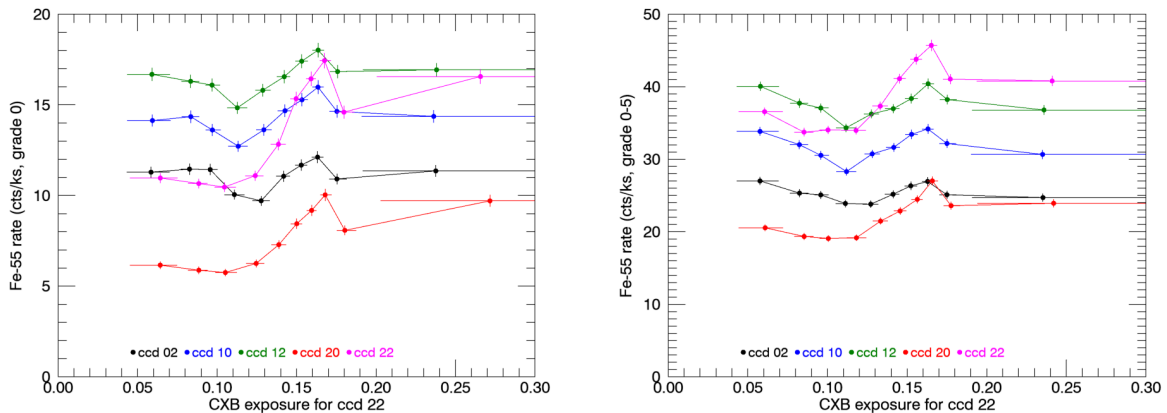 20
15
10
5
0
Fe-55 rate (cts/ks, grade 0)
ccd 02 ccd 10 ccd 12 ccd 20 ccd 22
0.00 0.05 0.10 0.15 0.20 0.25 0.30
CXB exposure for ccd 22
50
40
30
20
10
0
Fe-55 rate (cts/ks, grade 0-5)
ccd 02 ccd 10 ccd 12 ccd 20 ccd 22
0.00 0.05 0.10 0.15 0.20 0.25 0.30
CXB exposure for ccd 22